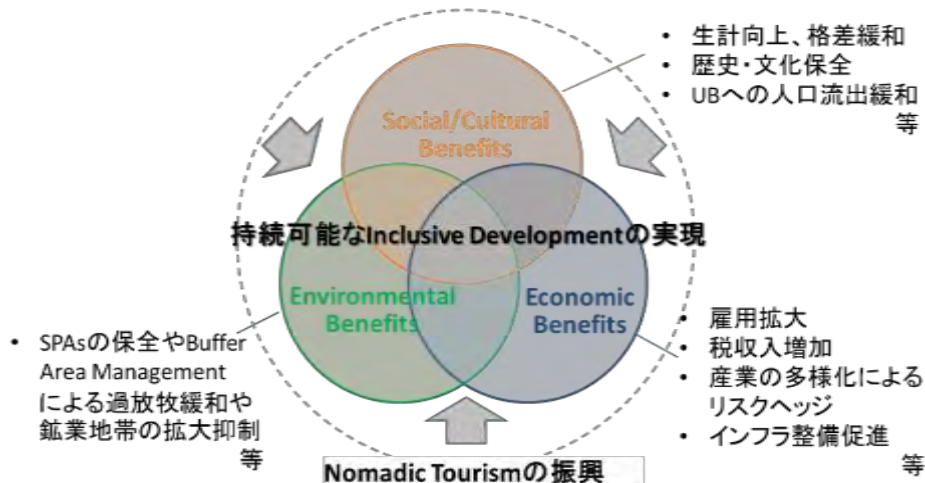 • 生計向上、格差緩和
• 歴史・文化保全
• UBへの人口流出緩和
等
Social/Cultural
Benefits
持続可能なInclusive Developmentの実現
Environmental
Benefits
Economic
Benefits
• SPAsの保全やBuffer
Area Management
による過放牧緩和や
鉱業地帯の拡大抑制
等
• 雇用拡大
• 税収入増加
• 産業の多様化による
リスクヘッジ
• インフラ整備促進
等
Nomadic Tourismの振興